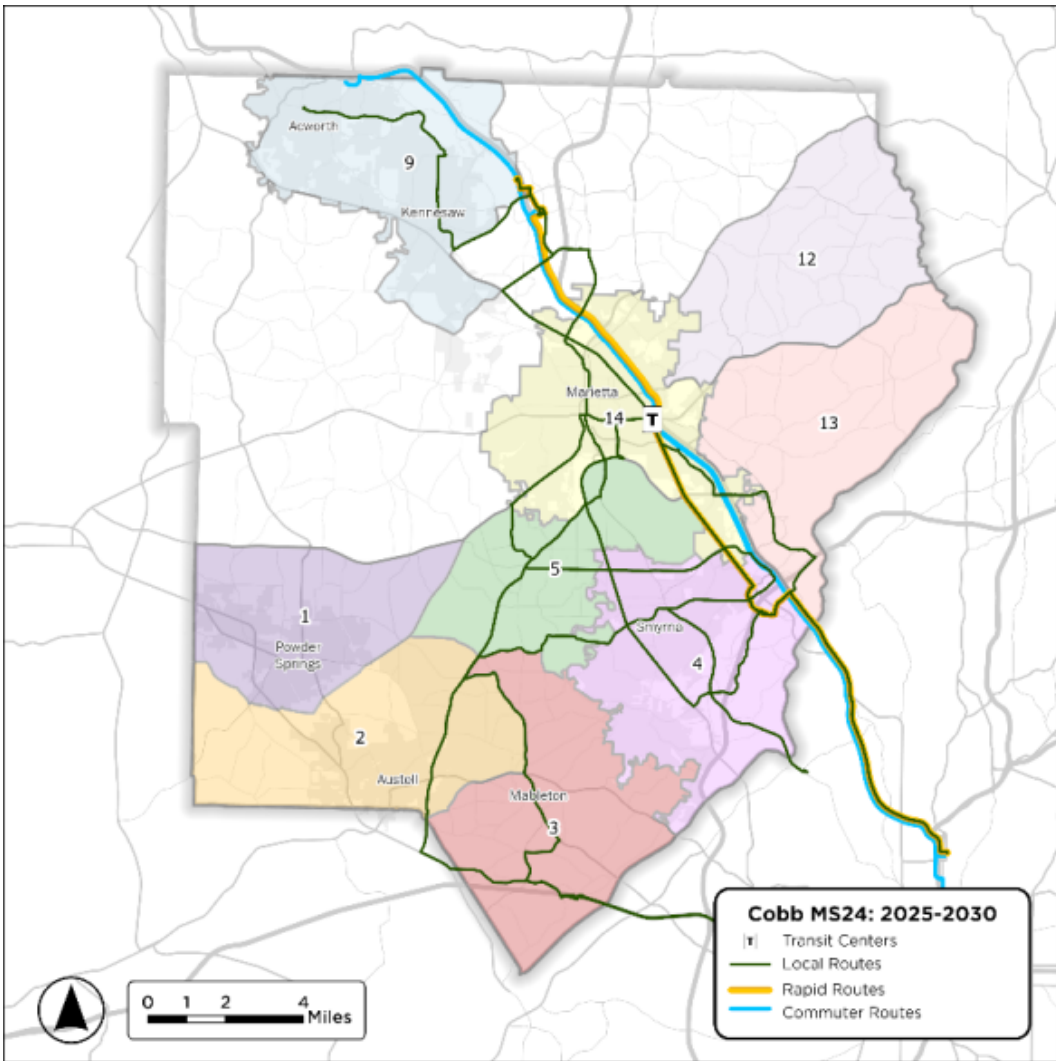 Acworth
9
Kennesaw
12
Marietta
14
T
13
5
1
Powder
Springs
Smyrna
4
2
Austell
Mableton
3
Cobb MS24: 2025-2030
T Transit Centers
Local Routes
Rapid Routes
Commuter Routes
0 1 2 4
Miles